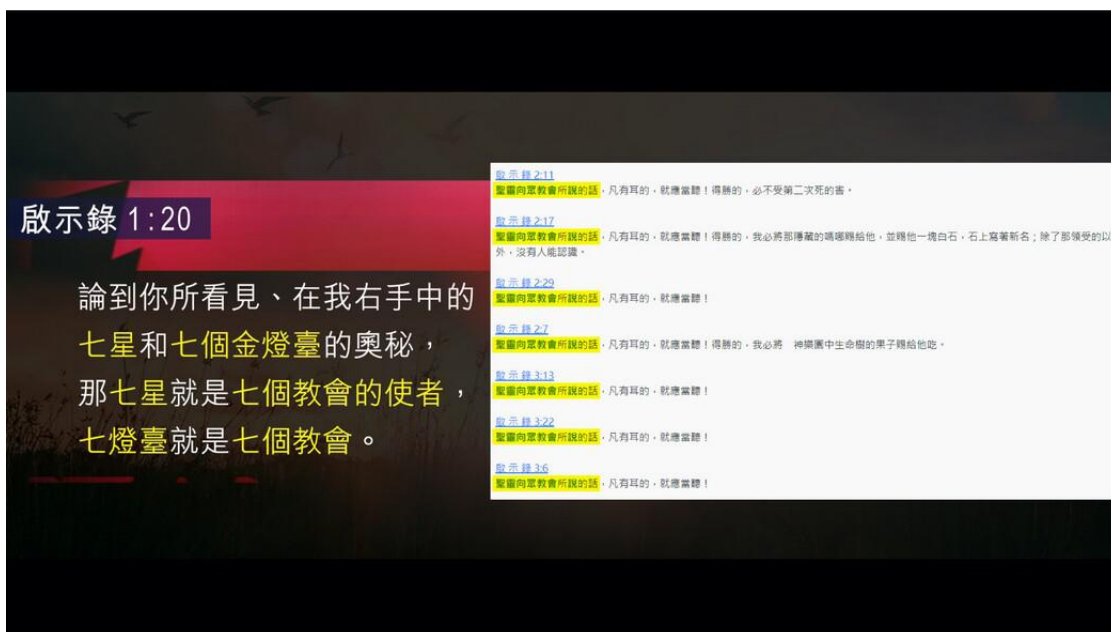 啟示錄 1:20
論到你所看見、在我右手中的
七星和七個金燈臺的奧秘，
那七星就是七個教會的使者，
七燈臺就是七個教會。
啟示錄 2:11
聖靈向眾教會所說的話，凡有耳的，就應當聽！得勝的，必不受第二次死的害。
啟示錄 2:17
聖靈向眾教會所說的話，凡有耳的，就應當聽！得勝的，我必將那隱藏的嗎哪賜給他，並賜他一塊白石，石上寫著新名；除了那領受的以
外，沒有人能認識。
啟示錄 2:29
聖靈向眾教會所說的話，凡有耳的，就應當聽！
啟示錄 2:7
聖靈向眾教會所說的話，凡有耳的，就應當聽！得勝的，我必將　神樂園中生命樹的果子賜給他吃。
啟示錄 3:13
聖靈向眾教會所說的話，凡有耳的，就應當聽！
啟示錄 3:22
聖靈向眾教會所說的話，凡有耳的，就應當聽！
啟示錄 3:6
聖靈向眾教會所說的話，凡有耳的，就應當聽！